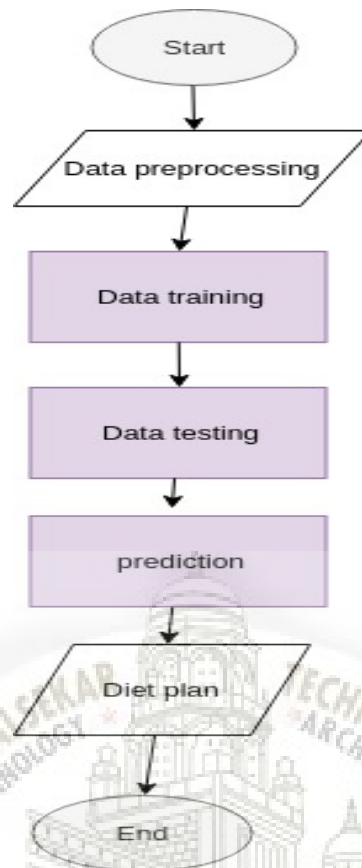 Start
Data preprocessing
Data training
Data testing
prediction
Diet plan
End